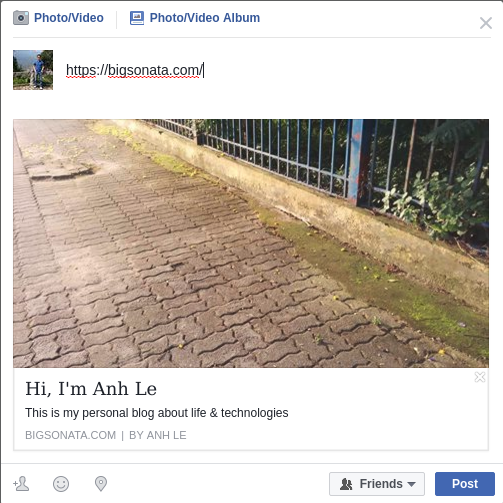 Photo/Video
Photo/Video Album
https://bigsonata.com/
Hi, I'm Anh Le
This is my personal blog about life & technologies
BIGSONATA.COM | BY ANH LE
Friends
Post